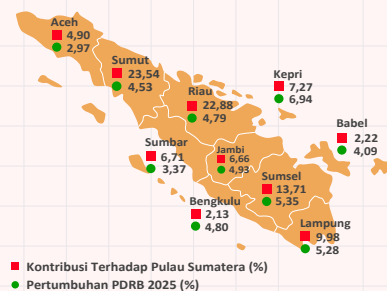 Aceh
4,90
2,97
Sumut
23,54
4,53
Riau
22,88
4,79
Kepri
7,27
6,94
Babel
2,22
4,09
Sumbar
6,71
3,37
Jambi
6,66
4,93
Sumsel
13,71
5,35
Bengkulu
2,13
4,80
Lampung
9,98
5,28
Kontribusi Terhadap Pulau Sumatera (%)
Pertumbuhan PDRB 2025 (%)